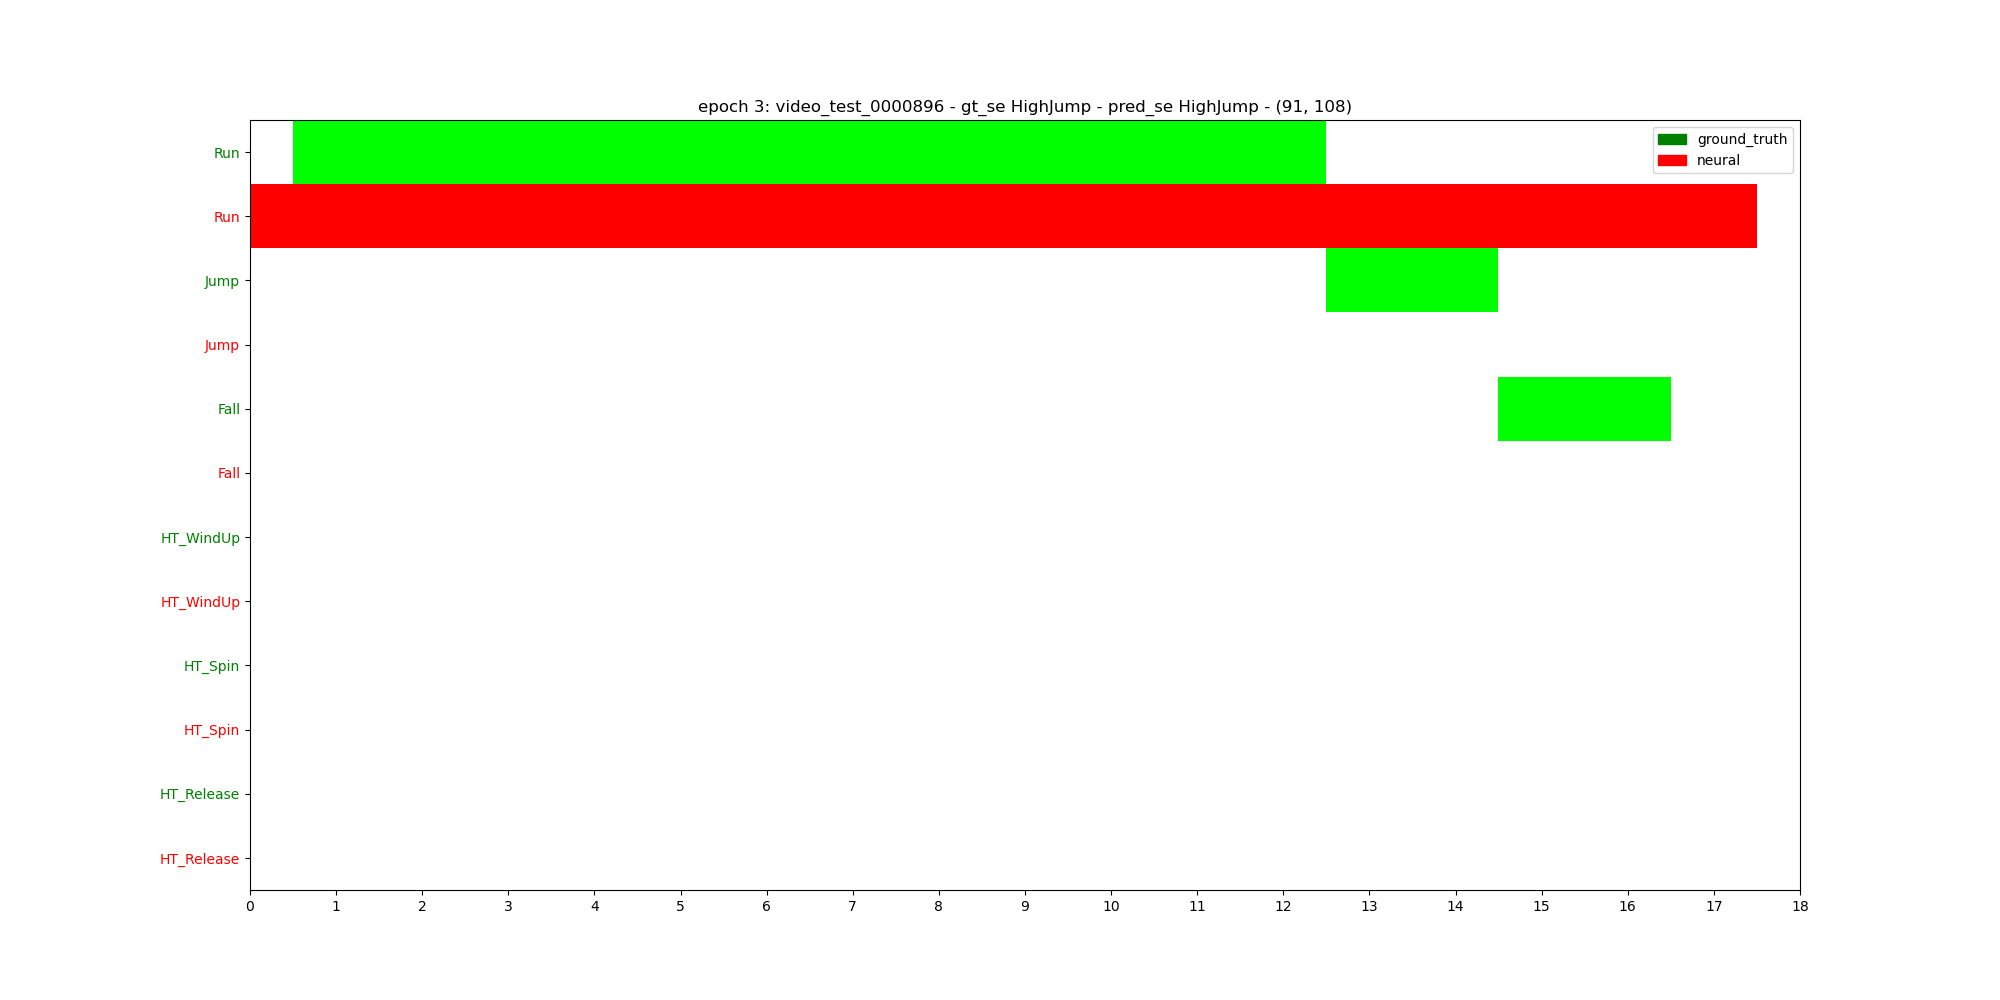 epoch 3: video_test_0000896 - gt_se HighJump - pred_se HighJump - (91, 108)
ground_truth
neural
Run
Run
Jump
Jump
Fall
Fall
HT_WindUp
HT_WindUp
HT_Spin
HT_Spin
HT_Release
HT_Release
0 1 2 3 4 5 6 7 8 9 10 11 12 13 14 15 16 17 18